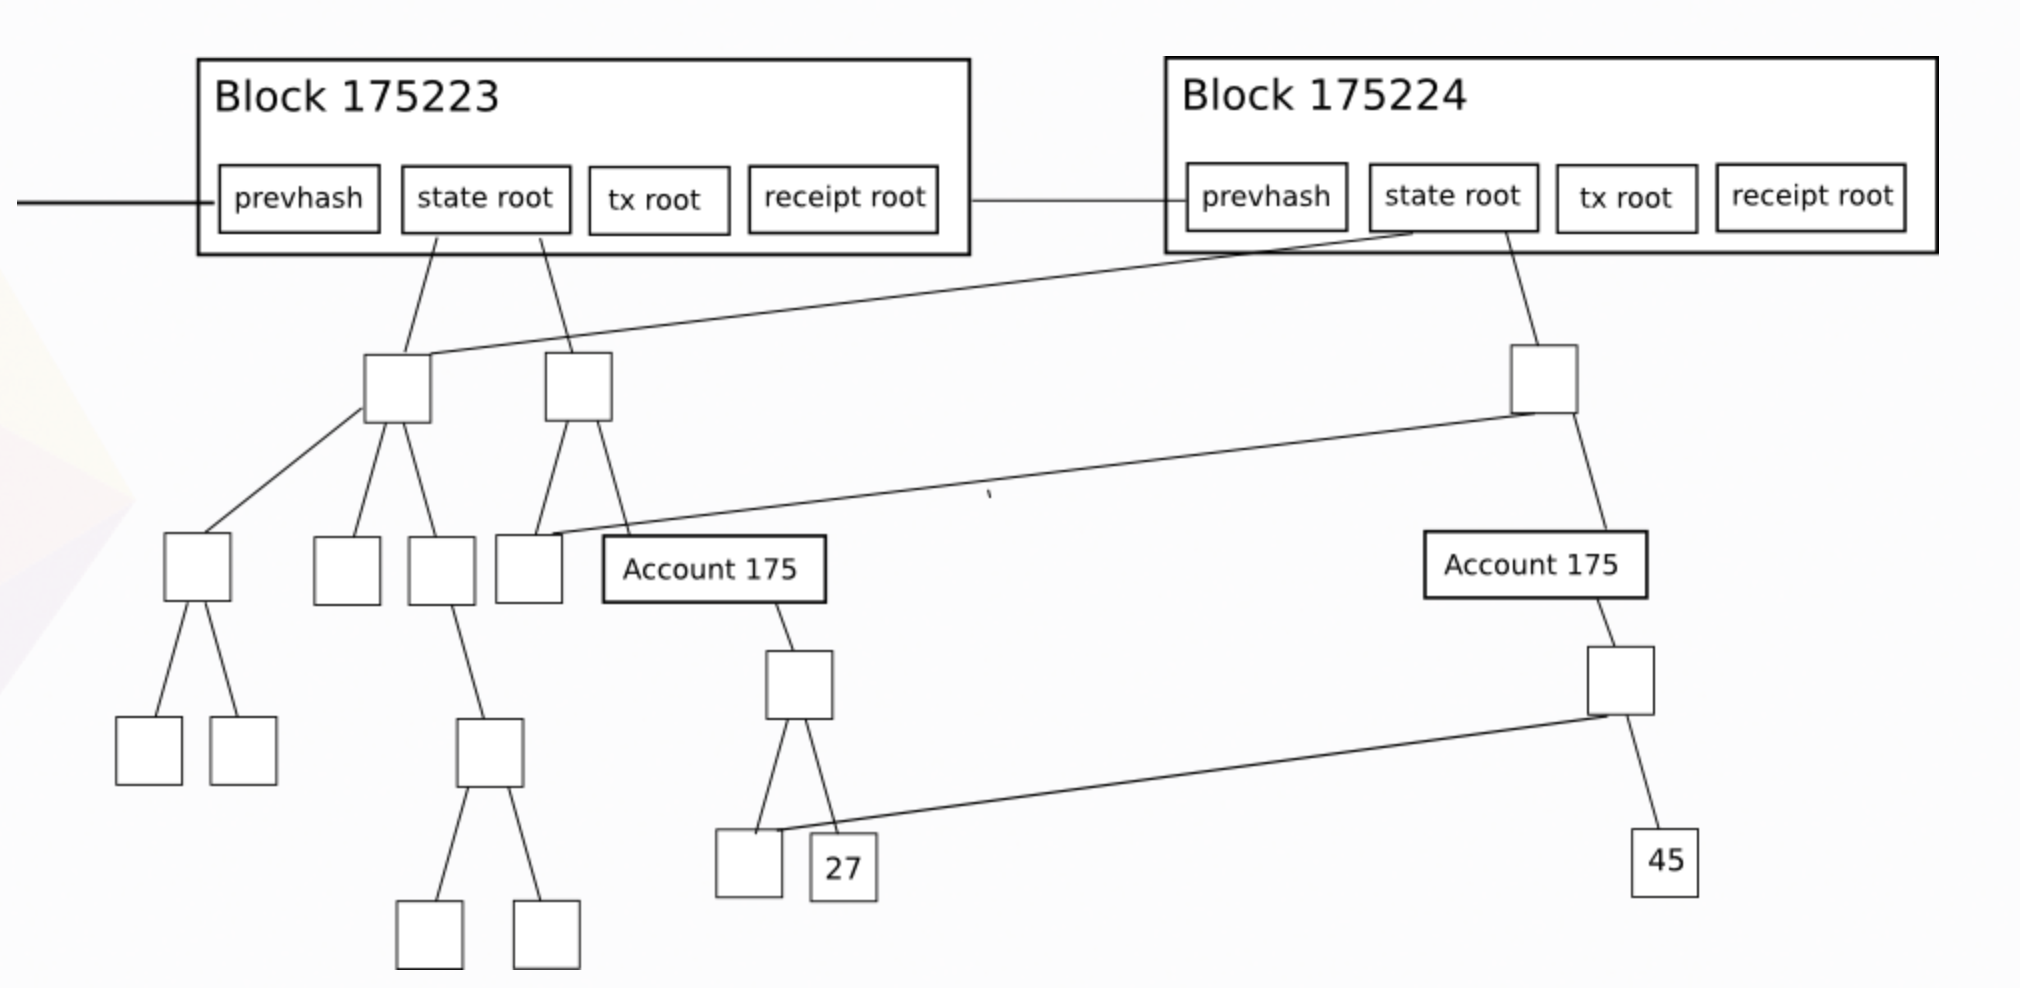 Block 175223
prevhash
state root
tx root
receipt root
Block 175224
prevhash
state root
tx root
receipt root
Account 175
Account 175
27
45